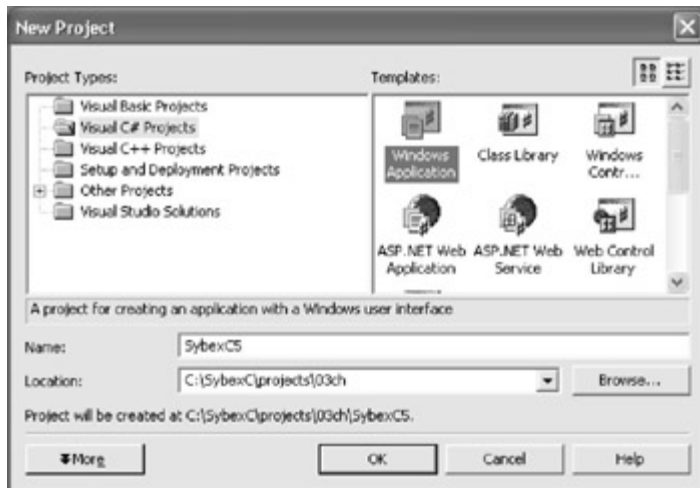 New Project
Project Types:
Templates:
Visual Basic Projects
Visual C# Projects
Visual C++ Projects
Setup and Deployment Projects
Other Projects
Visual Studio Solutions
Windows Application
Class Library
Windows Contr...
ASP.NET Web Application
ASP.NET Web Service
Web Control Library
A project for creating an application with a Windows user interface
Name:
SybexC5
Location:
C:\SybexC\projects\03ch
Browse...
Project will be created at C:\SybexC\projects\03ch\SybexC5.
More
OK
Cancel
Help